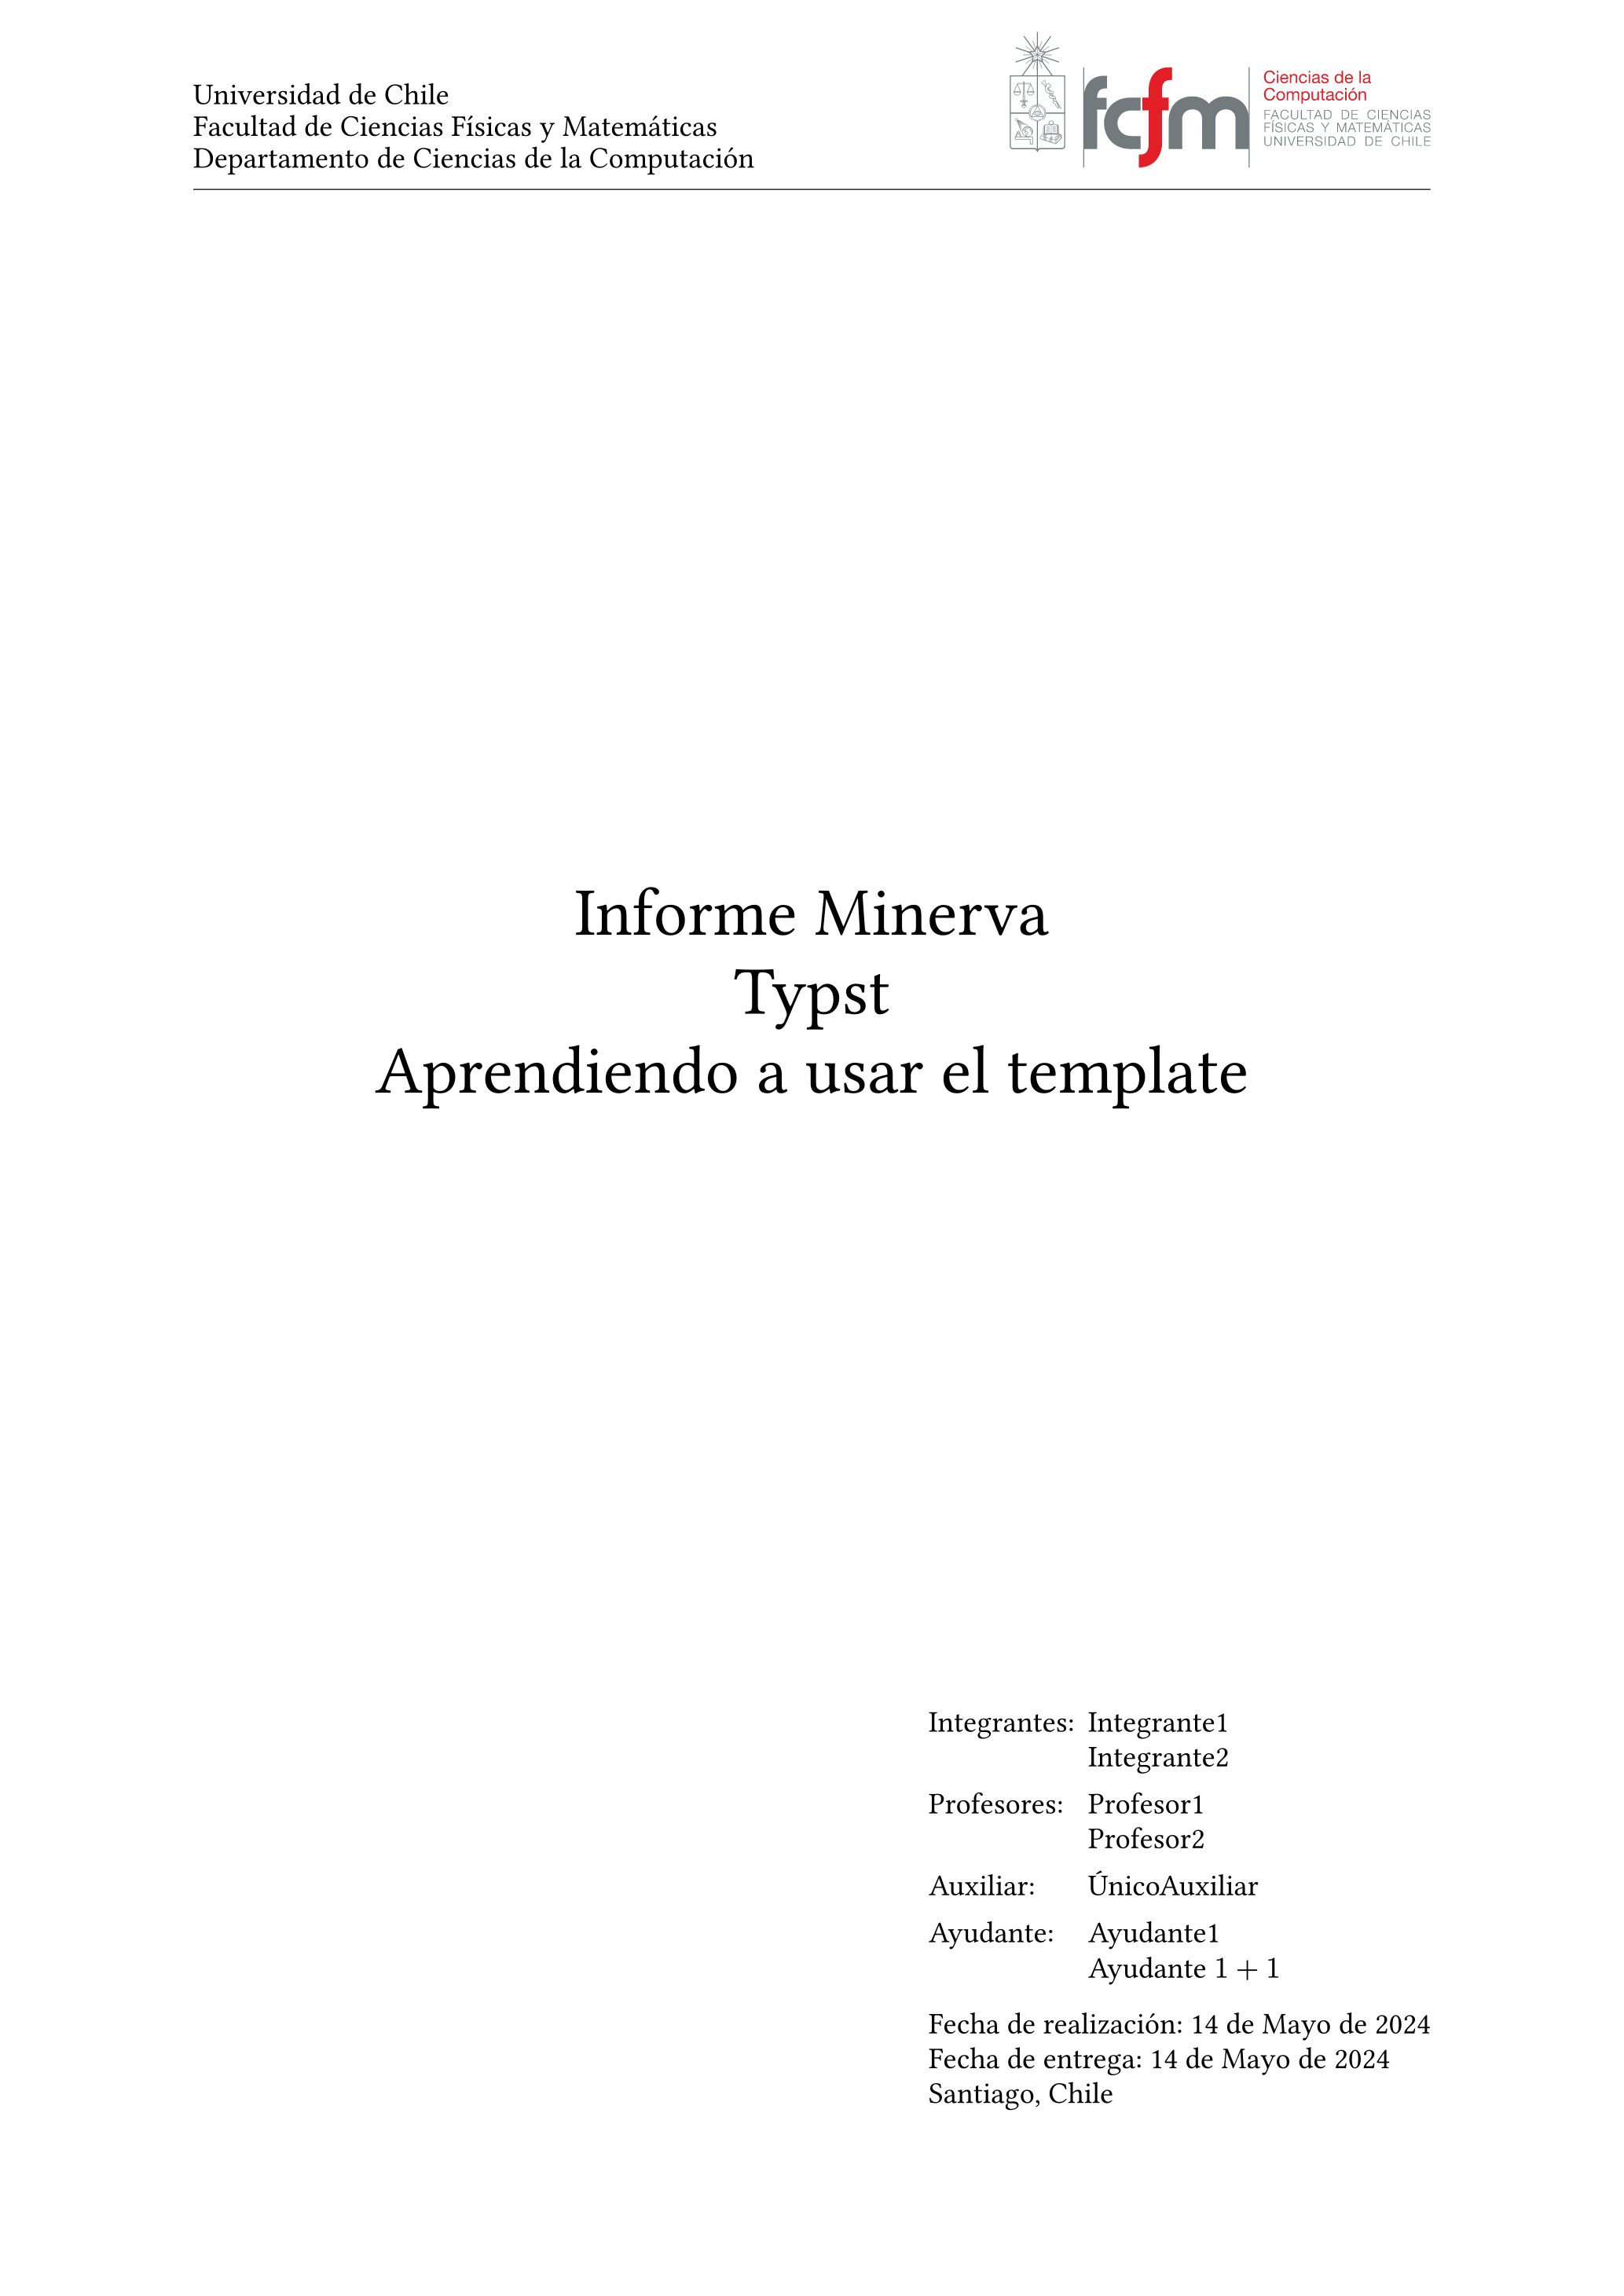 Universidad de Chile
Facultad de Ciencias Físicas y Matemáticas
Departamento de Ciencias de la Computación
fcfm
Ciencias de la
Computación
FACULTAD DE CIENCIAS
FÍSICAS Y MATEMÁTICAS
UNIVERSIDAD DE CHILE
Informe Minerva
Typst
Aprendiendo a usar el template
Integrantes: Integrante1
Integrante2
Profesores: Profesor1
Profesor2
Auxiliar: ÚnicoAuxiliar
Ayudante: Ayudante1
Ayudante 1 + 1
Fecha de realización: 14 de Mayo de 2024
Fecha de entrega: 14 de Mayo de 2024
Santiago, Chile